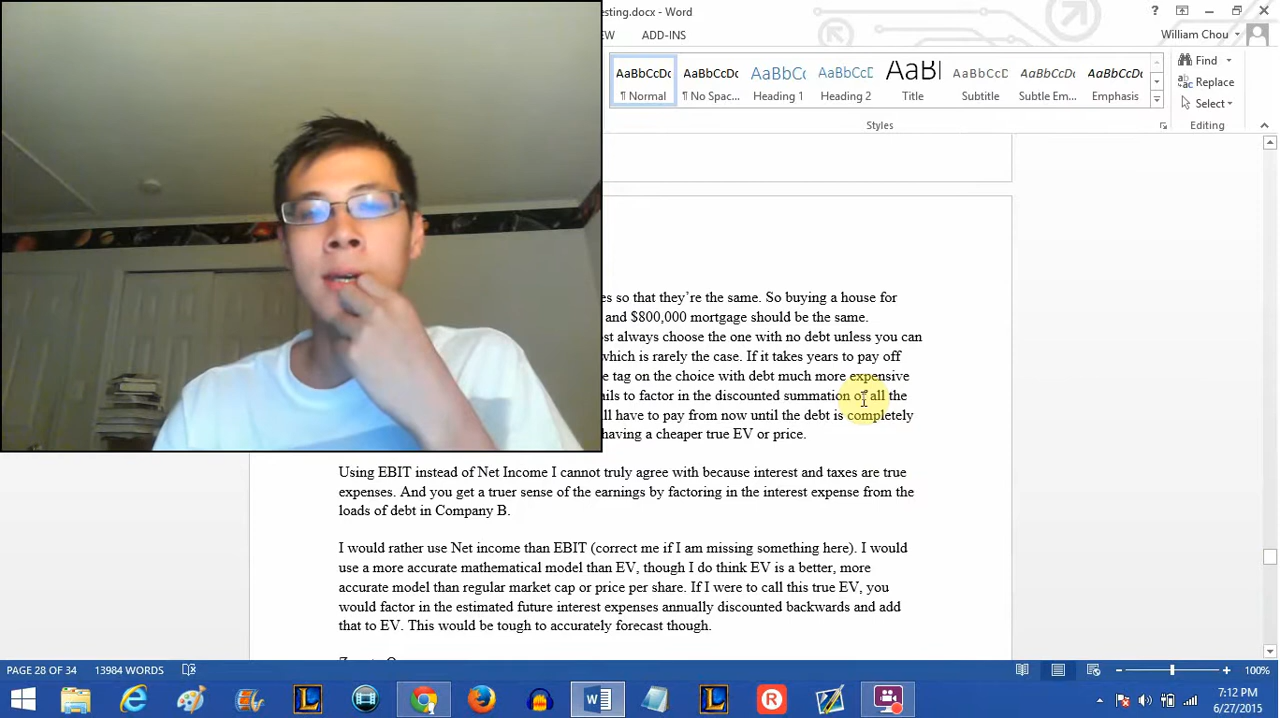 esting.docx - Word
?
EW
ADD-INS
William Chou
AaBbCcDc
AaBbCcDc
AaBbCc
AaBbCcE
AaBl
AaBbCcD
AaBbCcDc
AaBbCcDc
Find
¶ Normal
¶ No Spac...
Heading 1
Heading 2
Title
Subtitle
Subtle Em...
Emphasis
Replace
Select
Styles
Editing
es so that they're the same. So buying a house for
and $800,000 mortgage should be the same.
st always choose the one with no debt unless you can
which is rarely the case. If it takes years to pay off
e tag on the choice with debt much more expensive
ails to factor in the discounted summation of all the
ll have to pay from now until the debt is completely
having a cheaper true EV or price.
Using EBIT instead of Net Income I cannot truly agree with because interest and taxes are true
expenses. And you get a truer sense of the earnings by factoring in the interest expense from the
loads of debt in Company B.
I would rather use Net income than EBIT (correct me if I am missing something here). I would
use a more accurate mathematical model than EV, though I do think EV is a better, more
accurate model than regular market cap or price per share. If I were to call this true EV, you
would factor in the estimated future interest expenses annually discounted backwards and add
that to EV. This would be tough to accurately forecast though.
PAGE 28 OF 34
13984 WORDS
100%
7:12 PM
6/27/2015